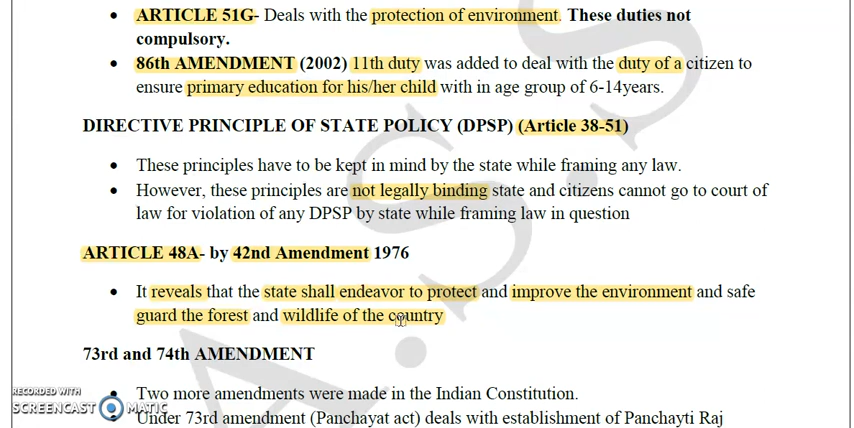 • ARTICLE 51G- Deals with the protection of environment. These duties not
compulsory.
• 86th AMENDMENT (2002) 11th duty was added to deal with the duty of a citizen to
ensure primary education for his/her child with in age group of 6-14years.
DIRECTIVE PRINCIPLE OF STATE POLICY (DPSP) (Article 38-51)
• These principles have to be kept in mind by the state while framing any law.
• However, these principles are not legally binding state and citizens cannot go to court of
law for violation of any DPSP by state while framing law in question
ARTICLE 48A- by 42nd Amendment 1976
• It reveals that the state shall endeavor to protect and improve the environment and safe
guard the forest and wildlife of the country
73rd and 74th AMENDMENT
• Two more amendments were made in the Indian Constitution.
Under 73rd amendment (Panchayat act) deals with establishment of Panchayti Raj
RECORDED WITH
SCREENCAST MATIC